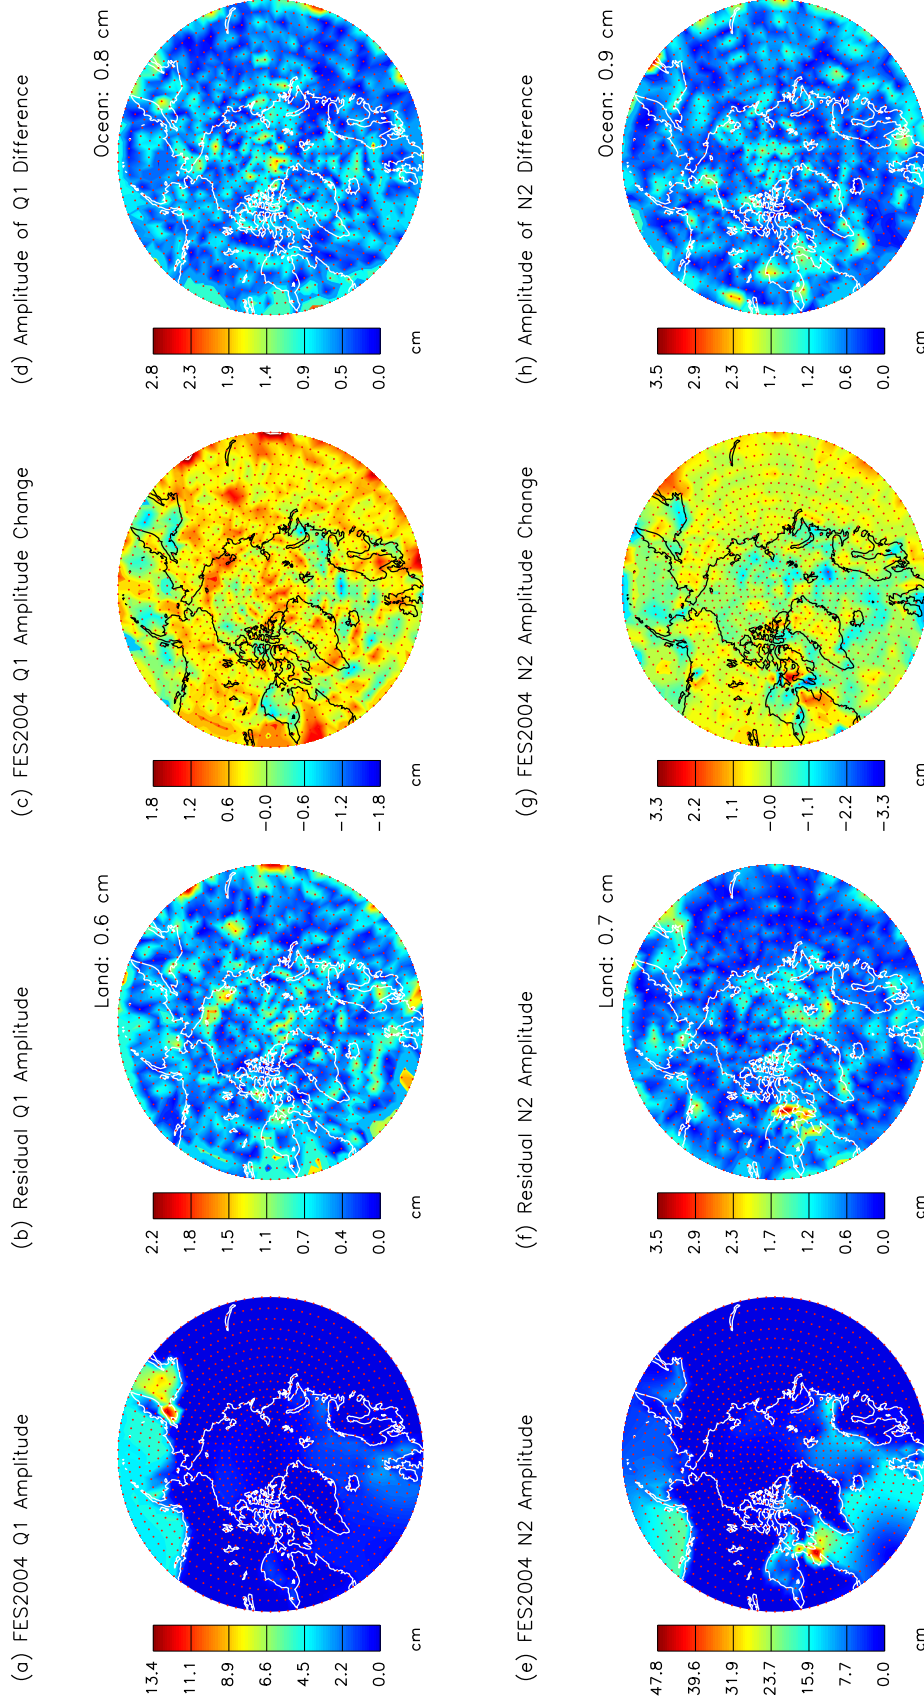 (a) FES2004 Q1 Amplitude
13.4
11.1
8.9
6.6
4.5
2.2
0.0
cm
(b) Residual Q1 Amplitude
Land: 0.6 cm
2.2
1.8
1.5
1.1
0.7
0.4
0.0
cm
(c) FES2004 Q1 Amplitude Change
1.8
1.2
0.6
−0.0
−0.6
−1.2
−1.8
cm
(d) Amplitude of Q1 Difference
Ocean: 0.8 cm
2.8
2.3
1.9
1.4
0.9
0.5
0.0
cm
(e) FES2004 N2 Amplitude
47.8
39.6
31.9
23.7
15.9
7.7
0.0
cm
(f) Residual N2 Amplitude
Land: 0.7 cm
3.5
2.9
2.3
1.7
1.2
0.6
0.0
cm
(g) FES2004 N2 Amplitude Change
3.3
2.2
1.1
−0.0
−1.1
−2.2
−3.3
cm
(h) Amplitude of N2 Difference
Ocean: 0.9 cm
3.5
2.9
2.3
1.7
1.2
0.6
0.0
cm